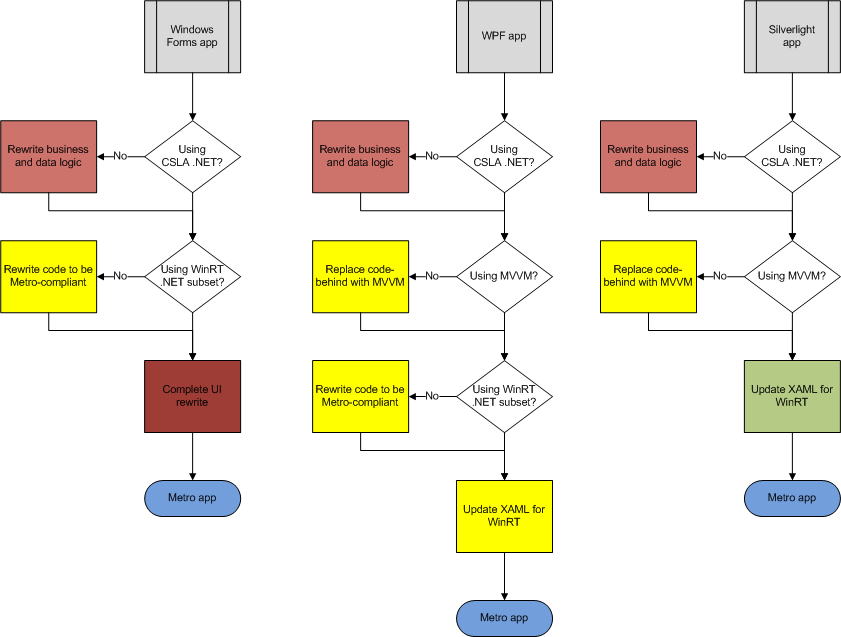 Windows
Forms app
Using
CSLA .NET?
No
Rewrite business
and data logic
Using WinRT
.NET subset?
No
Rewrite code to be
Metro-compliant
Complete UI
rewrite
Metro app
WPF app
Using
CSLA .NET?
No
Rewrite business
and data logic
Using MVVM?
No
Replace code-
behind with MVVM
Using WinRT
.NET subset?
No
Rewrite code to be
Metro-compliant
Update XAML for
WinRT
Metro app
Silverlight
app
Using
CSLA .NET?
No
Rewrite business
and data logic
Using MVVM?
No
Replace code-
behind with MVVM
Update XAML for
WinRT
Metro app